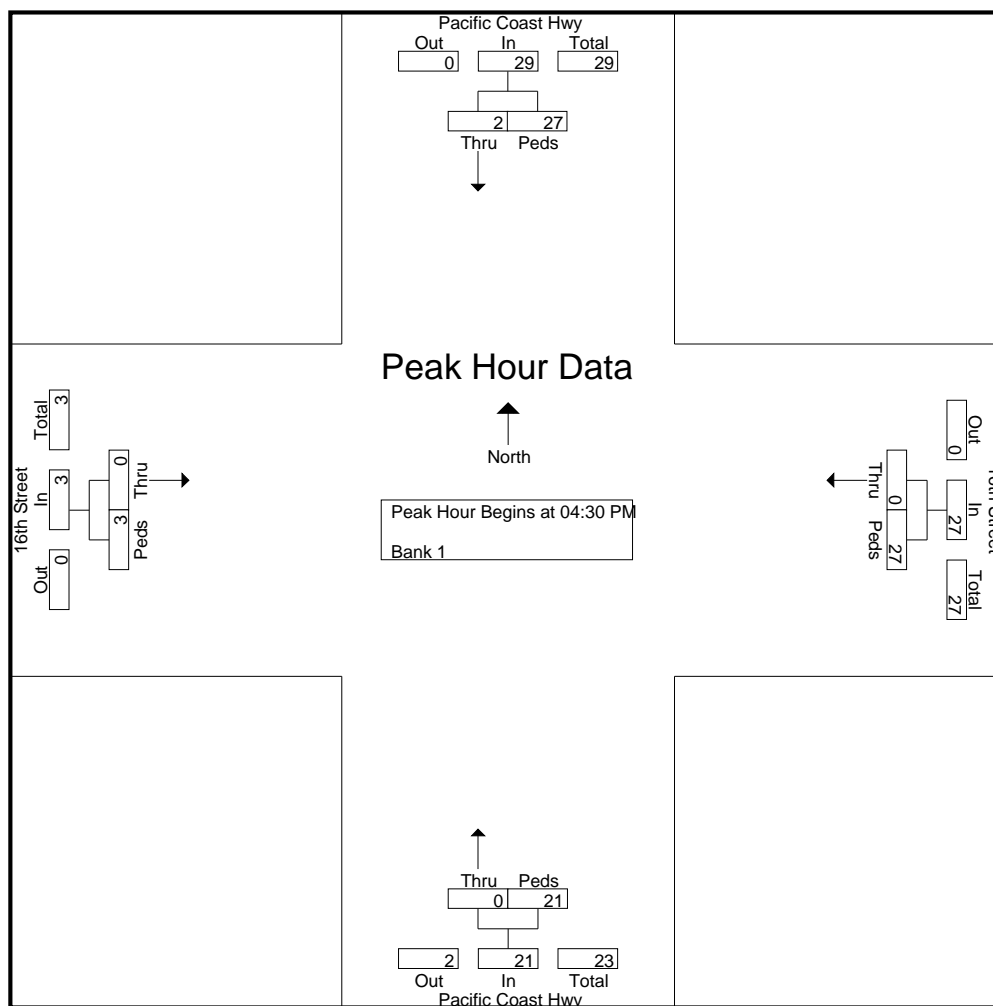 Pacific Coast Hwy
Out In Total
0 29 29
2 27
Thru Peds
Peak Hour Data
North
Peak Hour Begins at 04:30 PM
Bank 1
16th Street
Total In Out
3 3 0
0 3
Thru Peds
Out In Total
0 27 27
0 27
Thru Peds
Thru Peds
0 21
2 21 23
Out In Total
Pacific Coast Hwy